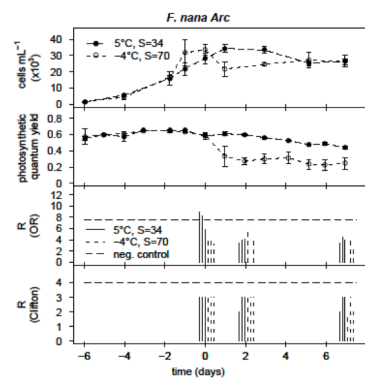 F. nana Arc
cells mL⁻¹
(x10³)
40
30
20
10
0
5°C, S=34
−4°C, S=70
photosynthetic
quantum yield
0.8
0.6
0.4
0.2
0
R
(OR)
12
10
8
6
4
2
0
5°C, S=34
−4°C, S=70
neg. control
R
(Clifton)
4
3
2
1
0
−6 −4 −2 0 2 4 6
time (days)